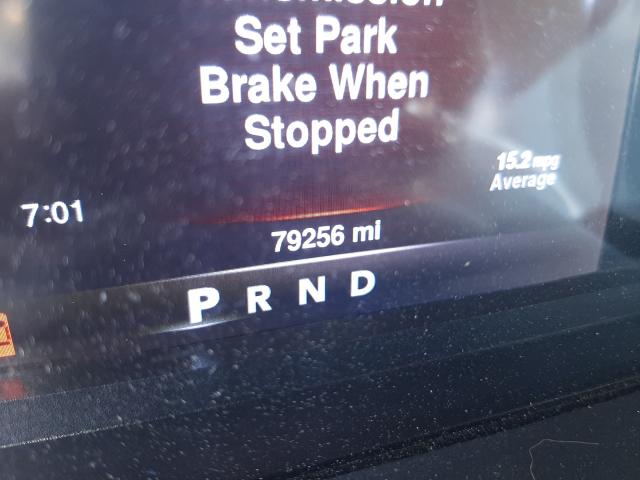 Set Park
Brake When
Stopped
15.2 mpg
Average
7:01
79256 mi
P R N D